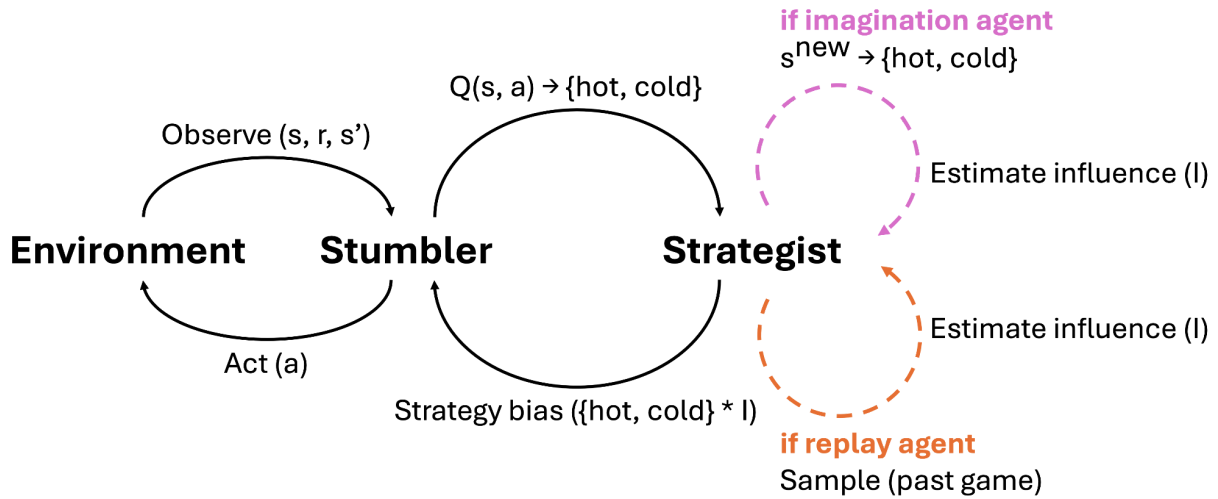 if imagination agent
s^new → {hot, cold}
Q(s, a) → {hot, cold}
Observe (s, r, s’)
Estimate influence (I)
Environment
Stumbler
Strategist
Estimate influence (I)
Act (a)
Strategy bias ({hot, cold} * I)
if replay agent
Sample (past game)